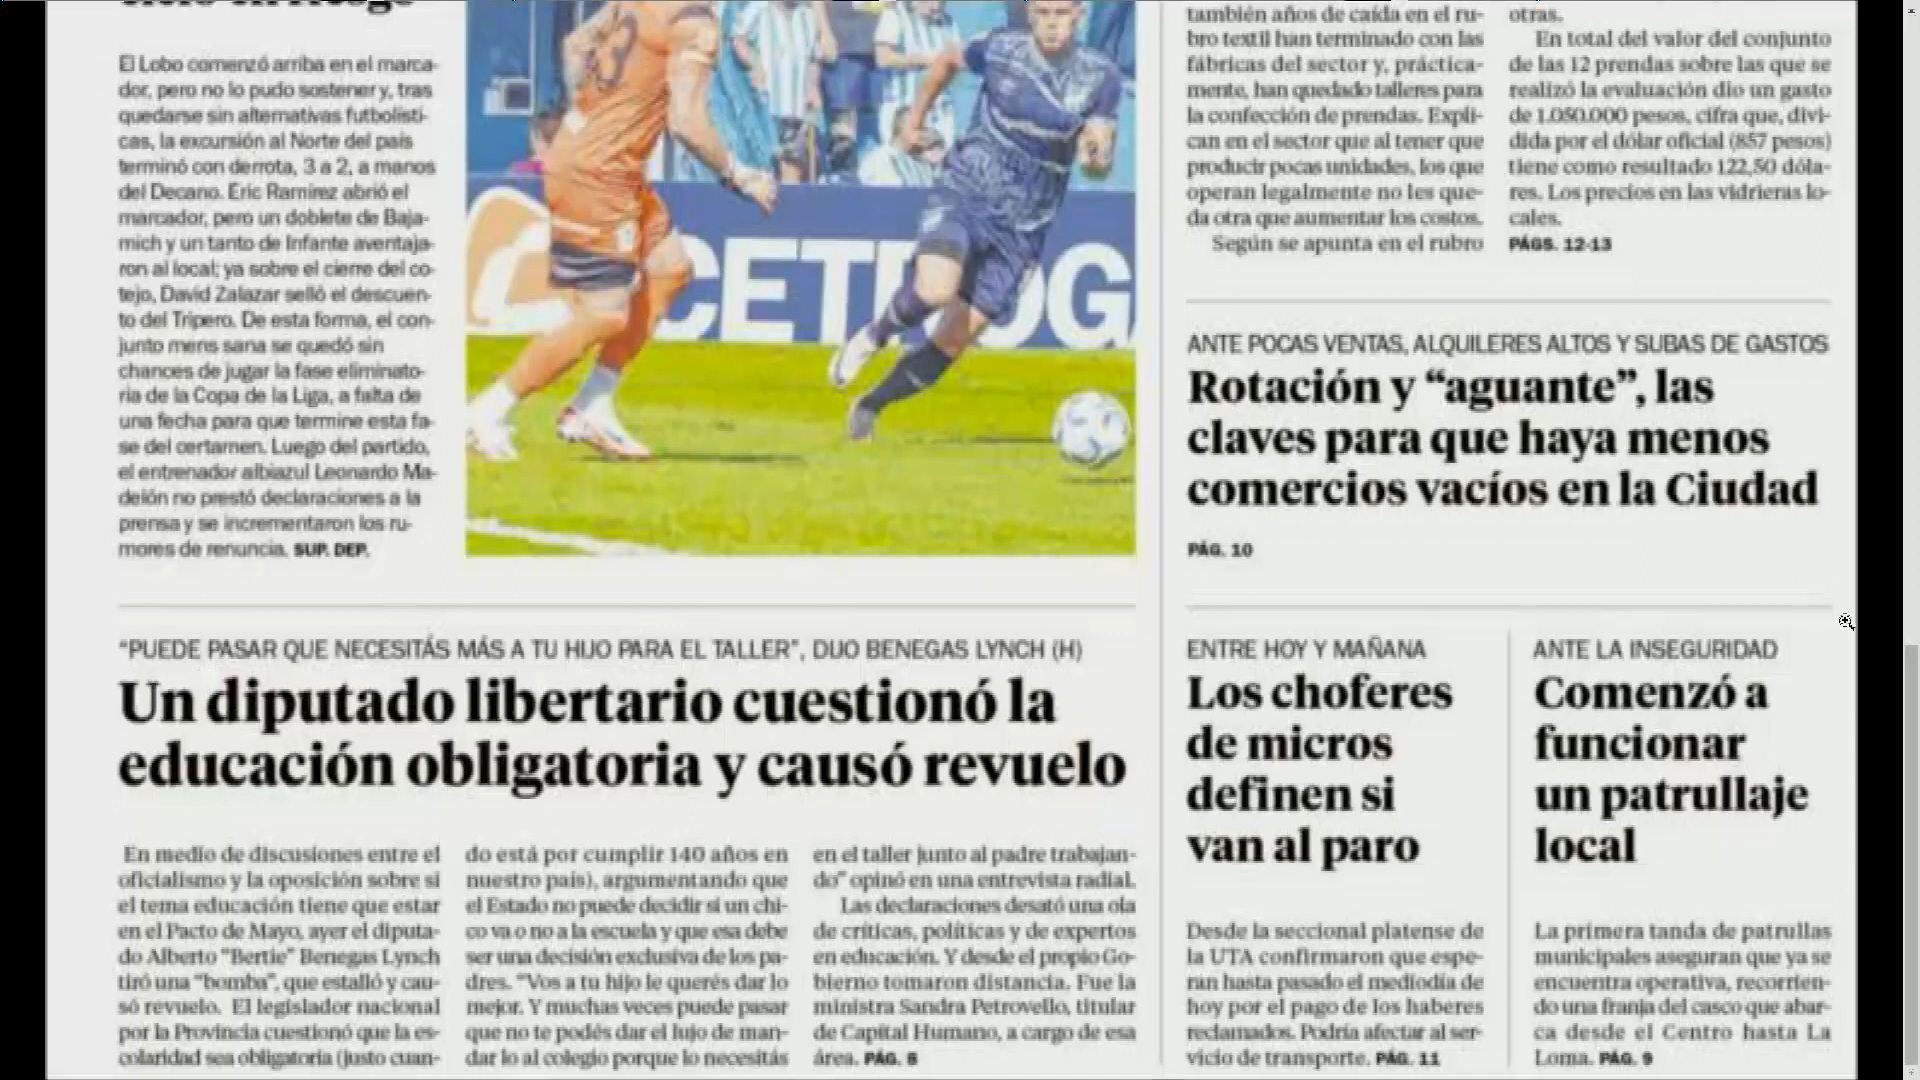 El Lobo comenzó arriba en el marca-
dor, pero no lo pudo sostener y, tras
quedarse sin alternativas futbolísti-
cas, la excursión al Norte del país
terminó con derrota, 3 a 2, a manos
del Decano. Eric Ramírez abrió el
marcador, pero un doblete de Baja-
mich y un tanto de Infante aventaja-
ron al local; ya sobre el cierre del co-
tejo, David Zalazar selló el descuen-
to del Tripero. De esta forma, el con-
junto mens sana se quedó sin
chances de jugar la fase eliminato-
ria de la Copa de la Liga, a falta de
una fecha para que termine esta fa-
se del certamen. Luego del partido,
el entrenador albiazul Leonardo Ma-
delón no prestó declaraciones a la
prensa y se incrementaron los ru-
mores de renuncia. SUP. DEP.
también años de caída en el ru-
bro textil han terminado con las
fábricas del sector y, práctica-
mente, han quedado talleres para
la confección de prendas. Expli-
can en el sector que al tener que
producir pocas unidades, los que
operan legalmente no les que-
da otra que aumentar los costos.
Según se apunta en el rubro
otras.
En total del valor del conjunto
de las 12 prendas sobre las que se
realizó la evaluación dio un gasto
de 1.050.000 pesos, cifra que, divi-
dida por el dólar oficial (857 pesos)
tiene como resultado 122,50 dóla-
res. Los precios en las vidrieras lo-
cales.
PÁGS. 12-13
ANTE POCAS VENTAS, ALQUILERES ALTOS Y SUBAS DE GASTOS
Rotación y “aguante”, las
claves para que haya menos
comercios vacíos en la Ciudad
PÁG. 10
“PUEDE PASAR QUE NECESITÁS MÁS A TU HIJO PARA EL TALLER”, DIJO BENEGAS LYNCH (H)
Un diputado libertario cuestionó la
educación obligatoria y causó revuelo
En medio de discusiones entre el
oficialismo y la oposición sobre si
el tema educación tiene que estar
en el Pacto de Mayo, ayer el diputa-
do Alberto “Bertie” Benegas Lynch
tiró una “bomba”, que estalló y cau-
só revuelo. El legislador nacional
por la Provincia cuestionó que la es-
colaridad sea obligatoria (justo cuan-
do está por cumplir 140 años en
nuestro país), argumentando que
el Estado no puede decidir si un chi-
co va o no a la escuela y que esa debe
ser una decisión exclusiva de los pa-
dres. “Vos a tu hijo le querés dar lo
mejor. Y muchas veces puede pasar
que no te podés dar el lujo de man-
dar lo al colegio porque lo necesitás
en el taller junto al padre trabajan-
do” opinó en una entrevista radial.
Las declaraciones desató una ola
de críticas, políticas y de expertos
en educación. Y desde el propio Go-
bierno tomaron distancia. Fue la
ministra Sandra Petrovello, titular
de Capital Humano, a cargo de esa
área. PÁG. 8
ENTRE HOY Y MAÑANA
Los choferes
de micros
definen si
van al paro
Desde la seccional platense de
la UTA confirmaron que espe-
ran hasta pasado el mediodía de
hoy por el pago de los haberes
reclamados. Podría afectar al ser-
vicio de transporte. PÁG. 11
ANTE LA INSEGURIDAD
Comenzó a
funcionar
un patrullaje
local
La primera tanda de patrullas
municipales aseguran que ya se
encuentra operativa, recorrien-
do una franja del casco que abar-
ca desde el Centro hasta La
Loma. PÁG. 9